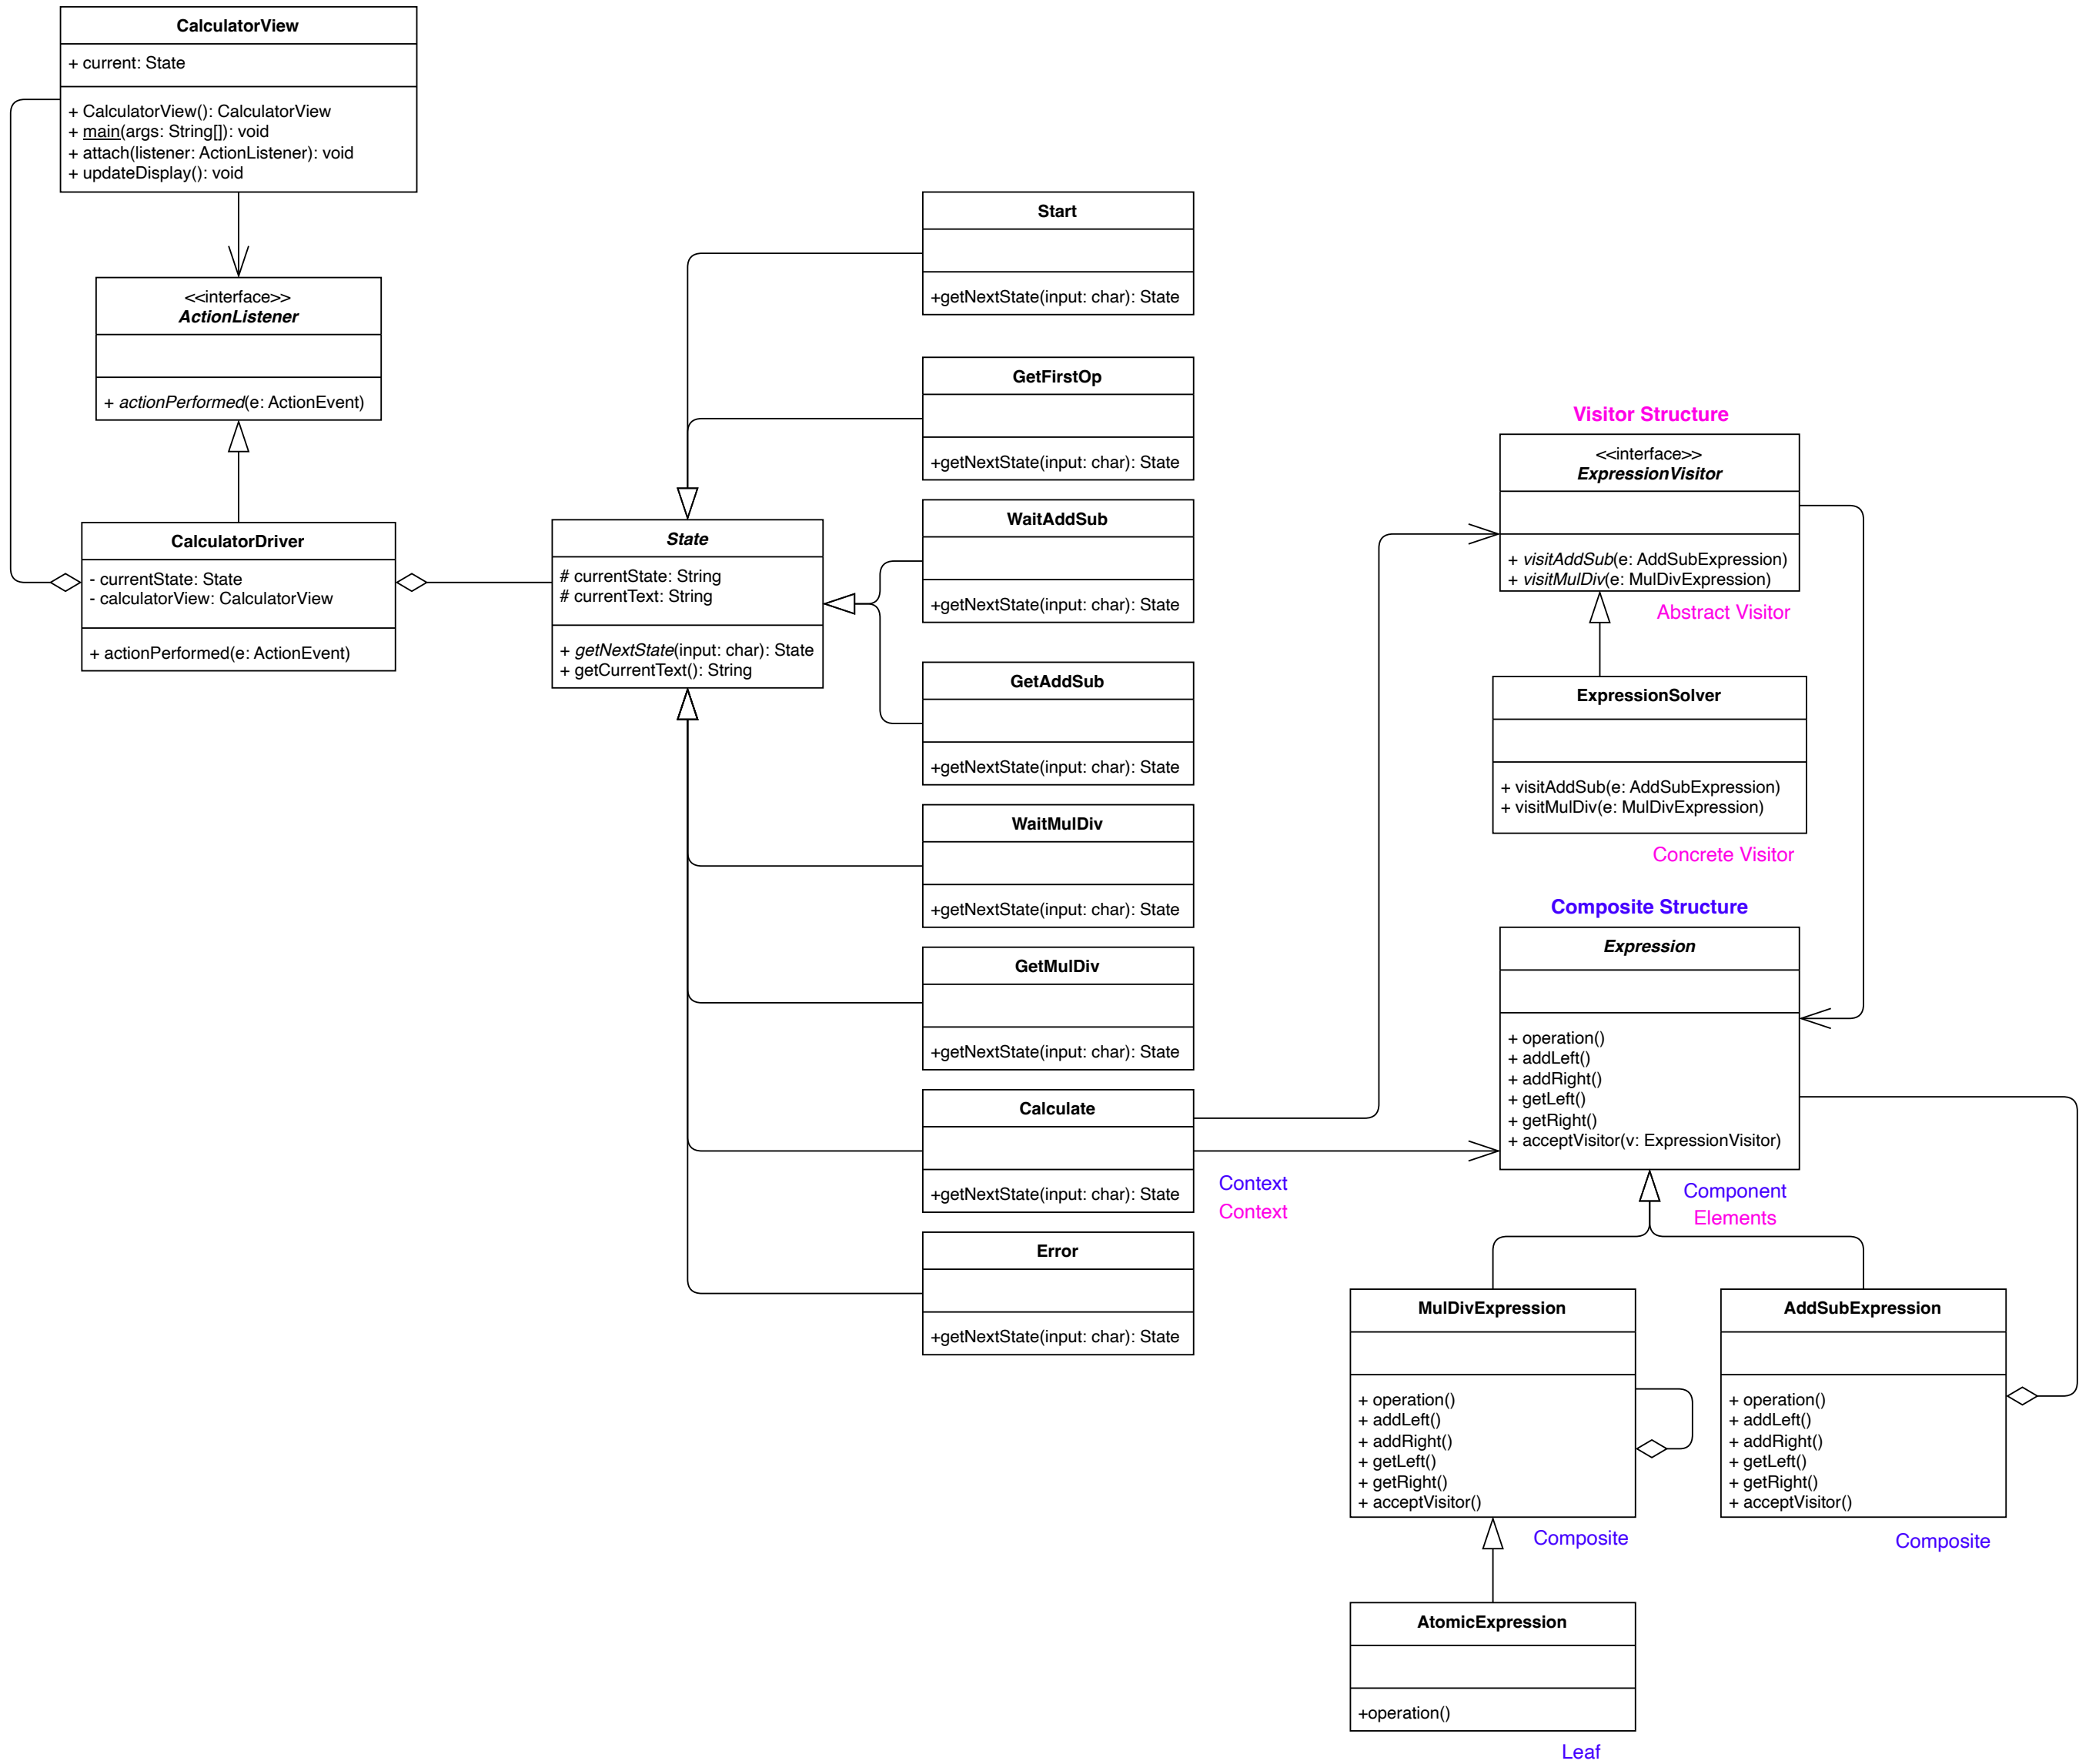 CalculatorView
+ current: State
+ CalculatorView(): CalculatorView
+ main(args: String[]): void
+ attach(listener: ActionListener): void
+ updateDisplay(): void
<<interface>>
ActionListener
+ actionPerformed(e: ActionEvent)
CalculatorDriver
- currentState: State
- calculatorView: CalculatorView
+ actionPerformed(e: ActionEvent)
State
# currentState: String
# currentText: String
+ getNextState(input: char): State
+ getCurrentText(): String
Start
+getNextState(input: char): State
GetFirstOp
+getNextState(input: char): State
WaitAddSub
+getNextState(input: char): State
GetAddSub
+getNextState(input: char): State
WaitMulDiv
+getNextState(input: char): State
GetMulDiv
+getNextState(input: char): State
Calculate
+getNextState(input: char): State
Context
Context
Error
+getNextState(input: char): State
Visitor Structure
<<interface>>
ExpressionVisitor
+ visitAddSub(e: AddSubExpression)
+ visitMulDiv(e: MulDivExpression)
Abstract Visitor
ExpressionSolver
+ visitAddSub(e: AddSubExpression)
+ visitMulDiv(e: MulDivExpression)
Concrete Visitor
Composite Structure
Expression
+ operation()
+ addLeft()
+ addRight()
+ getLeft()
+ getRight()
+ acceptVisitor(v: ExpressionVisitor)
Component
Elements
MulDivExpression
+ operation()
+ addLeft()
+ addRight()
+ getLeft()
+ getRight()
+ acceptVisitor()
Composite
AddSubExpression
+ operation()
+ addLeft()
+ addRight()
+ getLeft()
+ getRight()
+ acceptVisitor()
Composite
AtomicExpression
+operation()
Leaf